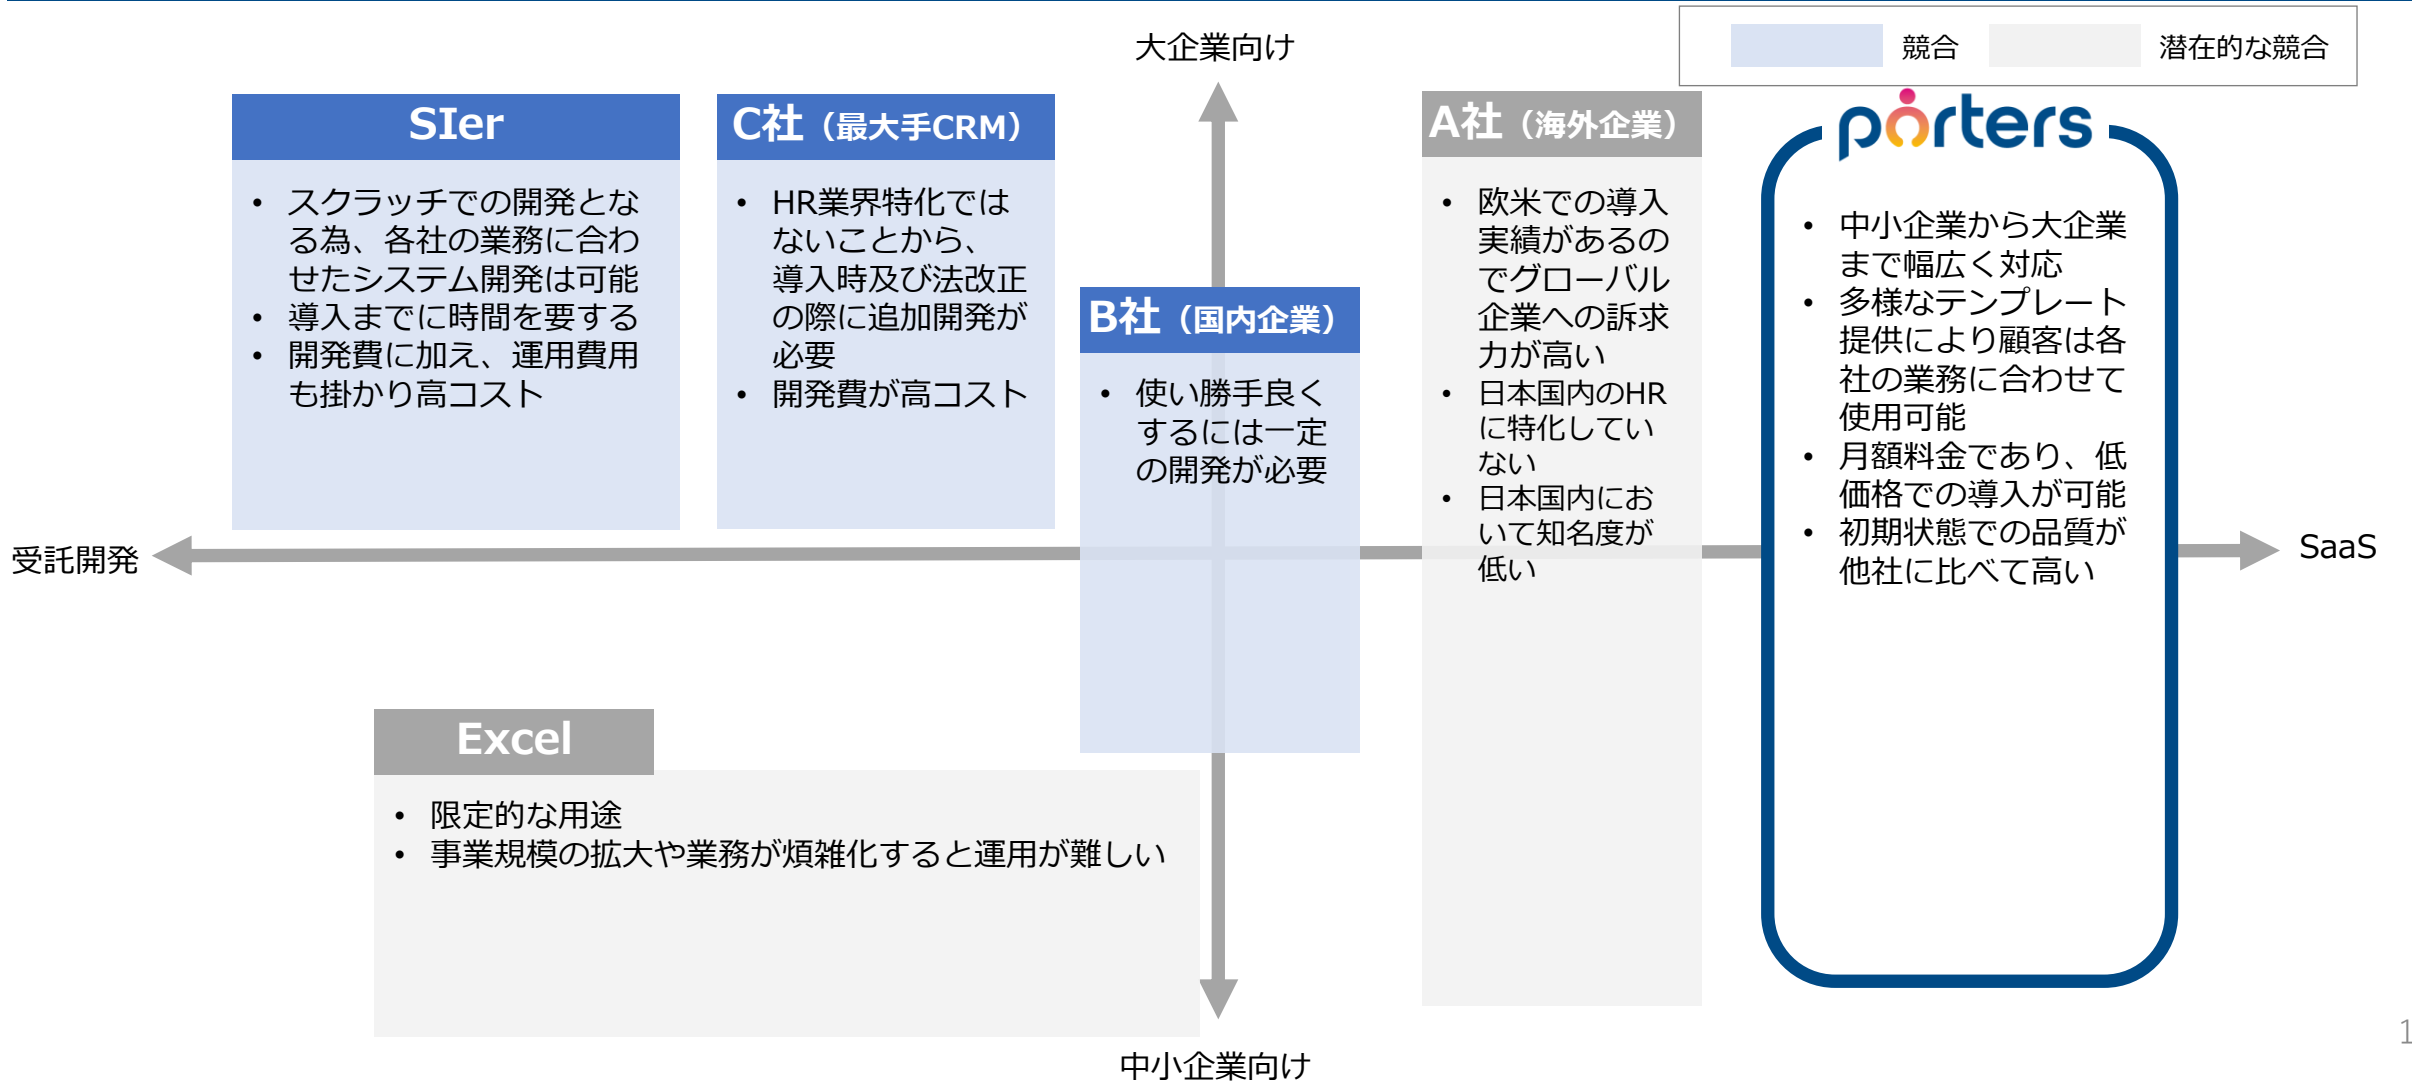 大企業向け
競合
潜在的な競合
SIer
スクラッチでの開発とな
る為、各社の業務に合わ
せたシステム開発は可能
導入までに時間を要する
開発費に加え、運用費用
も掛かり高コスト
C社（最大手CRM）
HR業界特化では
ないことから、
導入時及び法改正
の際に追加開発が
必要
開発費が高コスト
B社（国内企業）
使い勝手良く
するには一定
の開発が必要
A社（海外企業）
欧米での導入
実績があるの
でグローバル
企業への訴求
力が高い
日本国内のHR
に特化してい
ない
日本国内にお
いて知名度が
低い
porters
中小企業から大企業
まで幅広く対応
多様なテンプレート
提供により顧客は各
社の業務に合わせて
使用可能
月額料金であり、低
価格での導入が可能
初期状態での品質が
他社に比べて高い
受託開発
SaaS
Excel
限定的な用途
事業規模の拡大や業務が煩雑化すると運用が難しい
中小企業向け
1